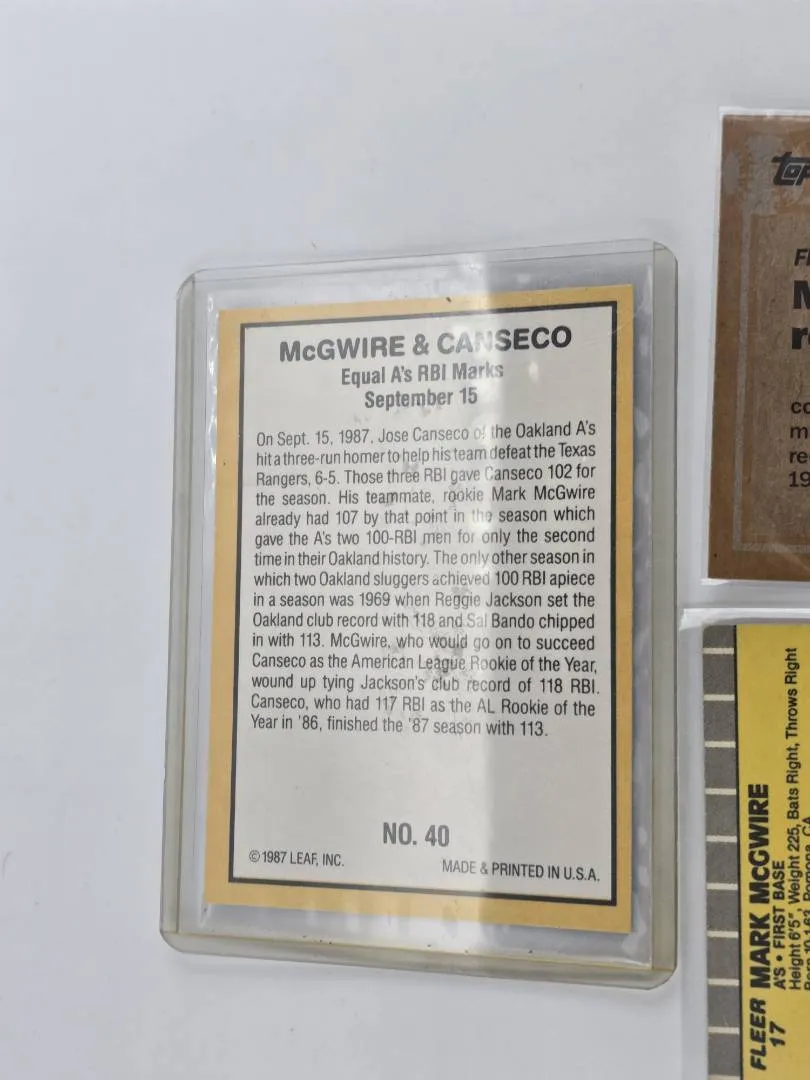 McGWIRE & CANSECO
Equal A's RBI Marks
September 15
On Sept. 15, 1987, Jose Canseco of the Oakland A's
hit a three-run homer to help his team defeat the Texas
Rangers, 6-5. Those three RBI gave Canseco 102 for
the season. His teammate, rookie Mark McGwire
already had 107 by that point in the season which
gave the A's two 100-RBI men for only the second
time in their Oakland history. The only other season in
which two Oakland sluggers achieved 100 RBI apiece
in a season was 1969 when Reggie Jackson set the
Oakland club record with 118 and Sal Bando chipped
in with 113. McGwire, who would go on to succeed
Canseco as the American League Rookie of the Year,
wound up tying Jackson's club record of 118 RBI.
Canseco, who had 117 RBI as the AL Rookie of the
Year in '86, finished the '87 season with 113.
NO. 40
© 1987 LEAF, INC.
MADE & PRINTED IN U.S.A.
FLEER MARK McGWIRE
17 A'S • FIRST BASE
Height 6'5", Weight 225, Bats Right, Throws Right
Pomona, CA